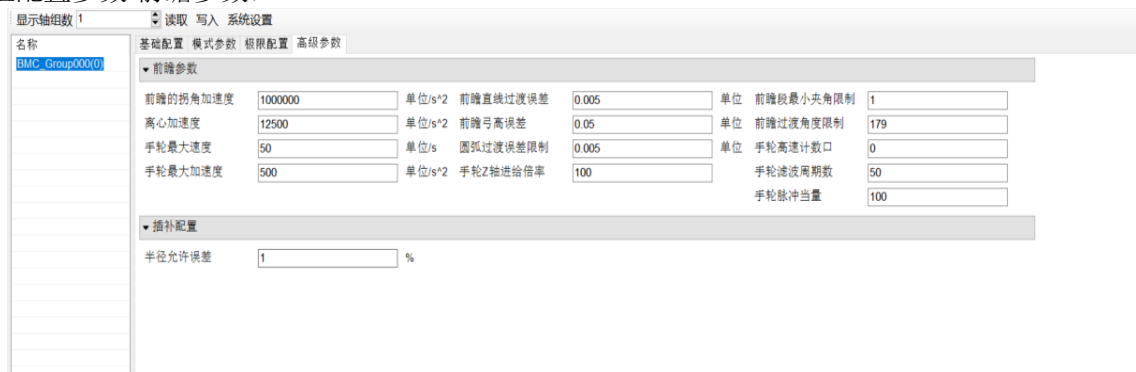 显示轴组数 1 读取 写入 系统设置
名称 基础配置 模式参数 极限配置 高级参数
BMC_Group000(0)
前瞻参数
前瞻的拐角加速度 1000000 单位/s^2 前瞻直线过渡误差 0.005 单位 前瞻段最小夹角限制 1
离心加速度 12500 单位/s^2 前瞻弓高误差 0.05 单位 前瞻过渡角度限制 179
手轮最大速度 50 单位/s 圆弧过渡误差限制 0.005 单位 手轮高速计数口 0
手轮最大加速度 500 单位/s^2 手轮Z轴进给倍率 100 手轮滤波周期数 50
手轮脉冲当量 100
插补配置
半径允许误差 1 %